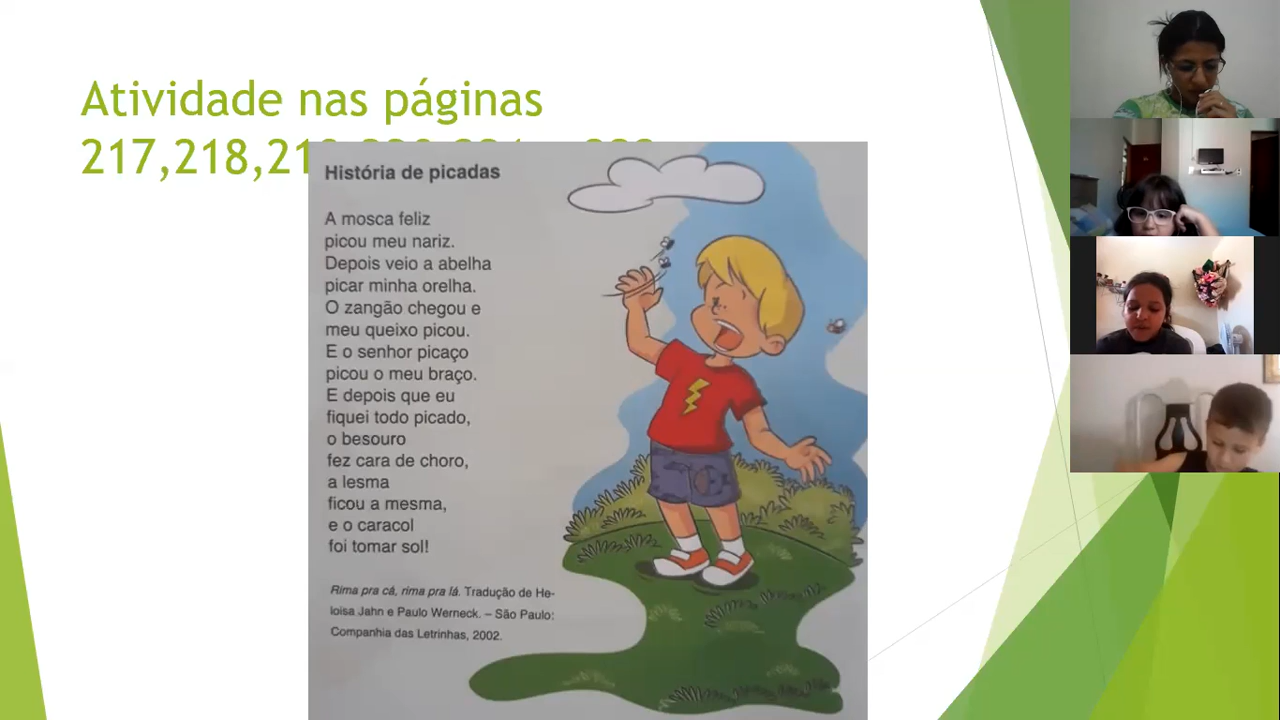 Atividade nas páginas
217,218,
História de picadas
A mosca feliz
picou meu nariz.
Depois veio a abelha
picar minha orelha.
O zangão chegou e
meu queixo picou.
E o senhor picaço
picou o meu braço.
E depois que eu
fiquei todo picado,
o besouro
fez cara de choro,
a lesma
ficou a mesma,
e o caracol
foi tomar sol!
Rima pra cá, rima pra lá. Tradução de He-
loisa Jahn e Paulo Werneck. – São Paulo:
Companhia das Letrinhas, 2002.